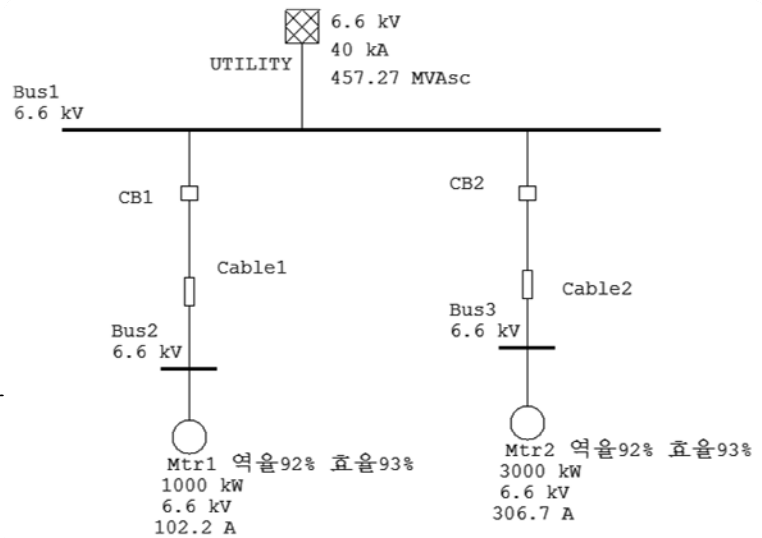 6.6 kV
40 kA
UTILITY
457.27 MVAsc
Bus1
6.6 kV
CB1
CB2
Cable1
Cable2
Bus2
6.6 kV
Bus3
6.6 kV
Mtr1 역율92% 효율93%
1000 kW
6.6 kV
102.2 A
Mtr2 역율92% 효율93%
3000 kW
6.6 kV
306.7 A